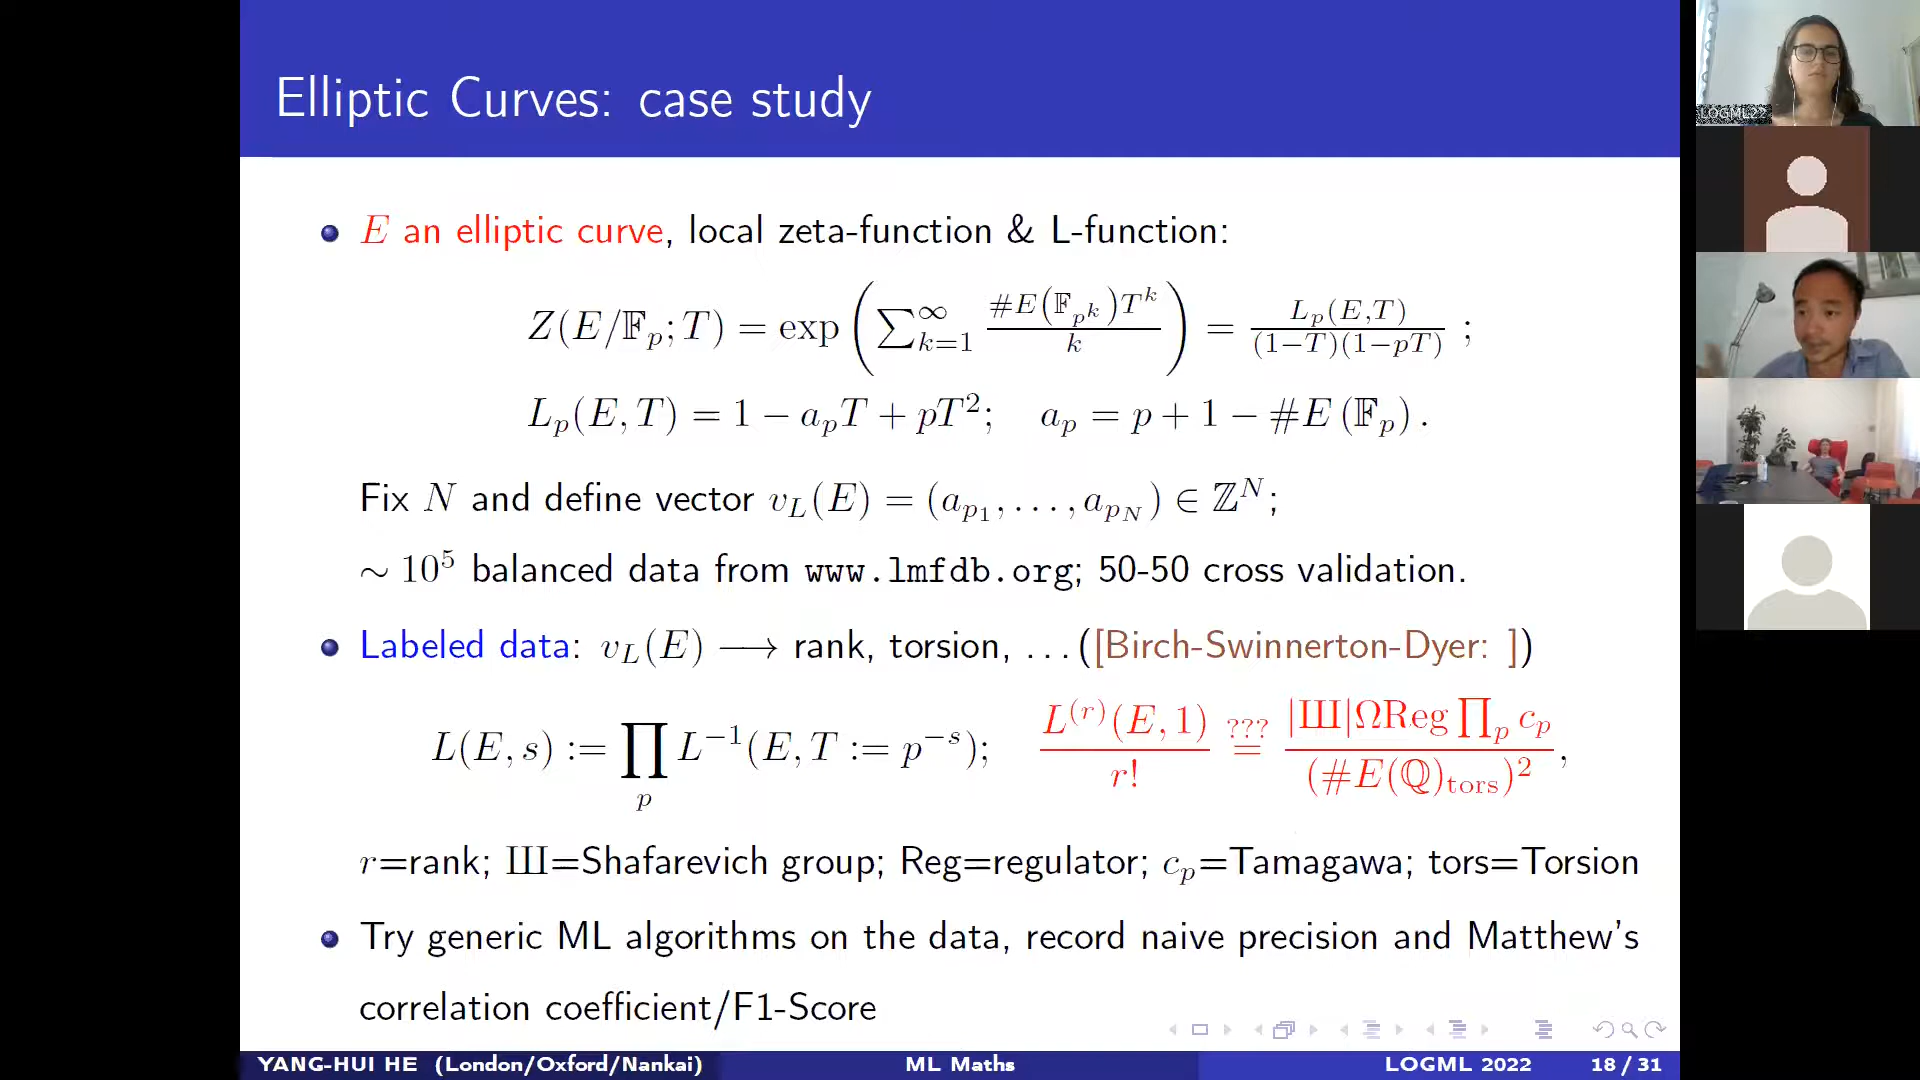 Elliptic Curves: case study
E an elliptic curve, local zeta-function & L-function:
Z(E/𝔽_p; T) = exp(∑_{k=1}^{∞} #E(𝔽_{p^k})T^k / k) = L_p(E,T) / (1−T)(1−pT) ;
L_p(E, T) = 1 − a_pT + pT²; a_p = p + 1 − #E(𝔽_p).
Fix N and define vector v_L(E) = (a_{p_1}, . . . , a_{p_N}) ∈ ℤ^N;
∼ 10⁵ balanced data from www.lmfdb.org; 50-50 cross validation.
Labeled data: v_L(E) ⟶ rank, torsion, . . . ([Birch-Swinnerton-Dyer: ])
L(E, s) := ∏_p L^{−1}(E, T := p^{−s}); L^{(r)}(E, 1) / r! =^{???} |Ш|ΩReg ∏_p c_p / (#E(ℚ)_{tors})²,
r=rank; Ш=Shafarevich group; Reg=regulator; c_p=Tamagawa; tors=Torsion
Try generic ML algorithms on the data, record naive precision and Matthew's
correlation coefficient/F1-Score
YANG-HUI HE (London/Oxford/Nankai) ML Maths LOGML 2022 18 / 31
LOGML22